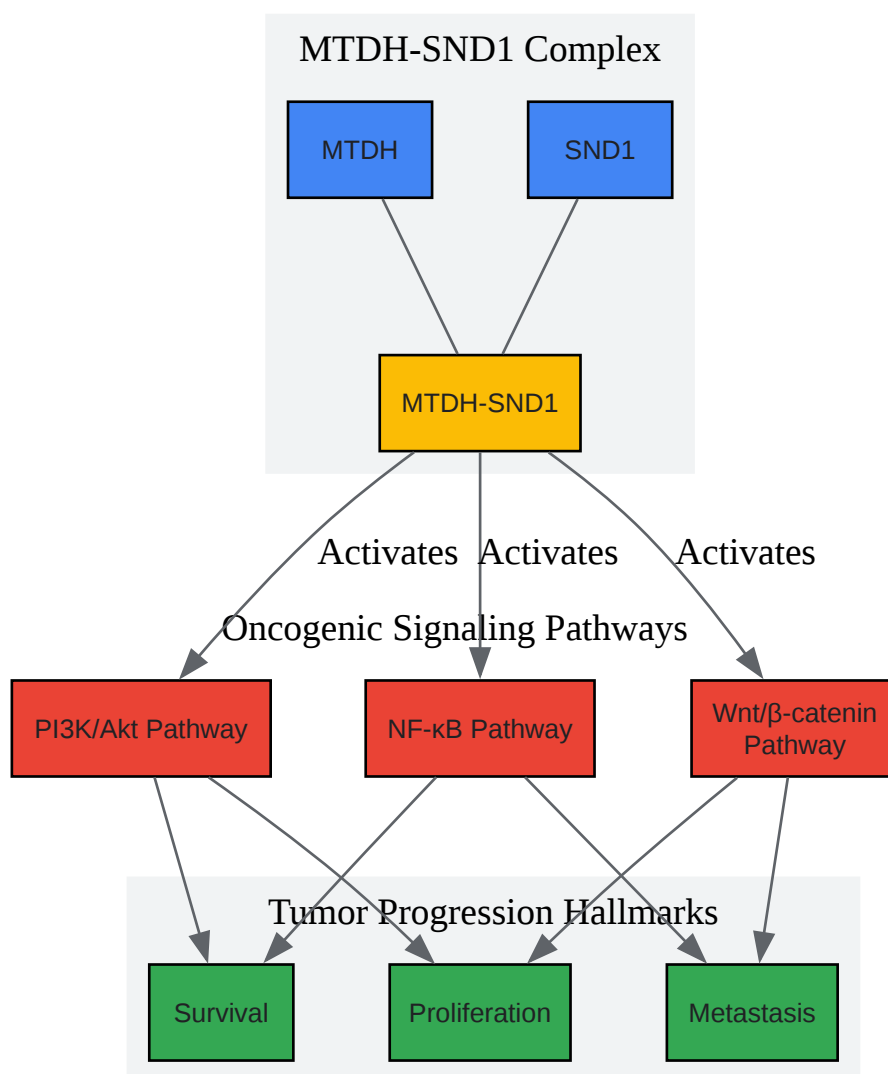 MTDH-SND1 Complex
MTDH
SND1
MTDH-SND1
Activates
Activates
Activates
Oncogenic Signaling Pathways
PI3K/Akt Pathway
NF-κB Pathway
Wnt/β-catenin
Pathway
Tumor Progression Hallmarks
Survival
Proliferation
Metastasis